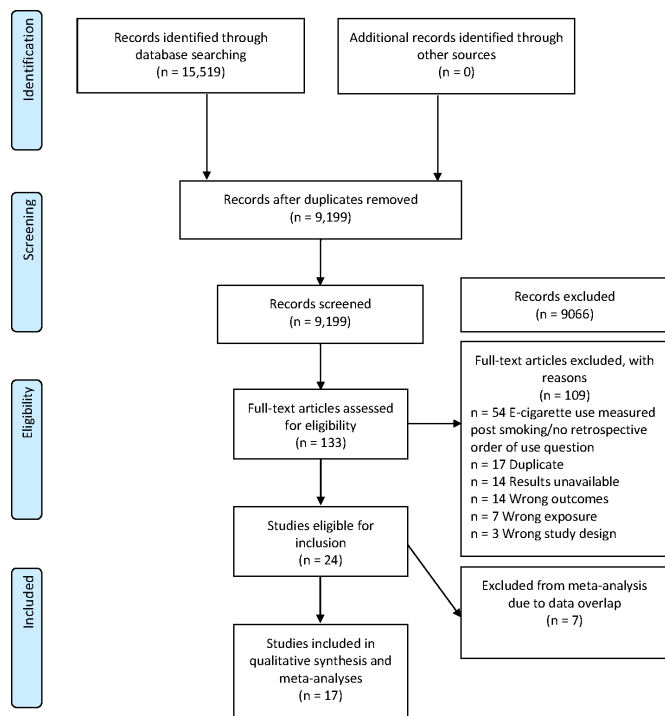 Identification
Records identified through
database searching
(n = 15,519)
Additional records identified through
other sources
(n = 0)
Screening
Records after duplicates removed
(n = 9,199)
Records screened
(n = 9,199)
Records excluded
(n = 9066)
Eligibility
Full-text articles assessed
for eligibility
(n = 133)
Full-text articles excluded, with
reasons
(n = 109)
n = 54 E-cigarette use measured
post smoking/no retrospective
order of use question
n = 17 Duplicate
n = 14 Results unavailable
n = 14 Wrong outcomes
n = 7 Wrong exposure
n = 3 Wrong study design
Studies eligible for
inclusion
(n = 24)
Included
Excluded from meta-analysis
due to data overlap
(n = 7)
Studies included in
qualitative synthesis and
meta-analyses
(n = 17)